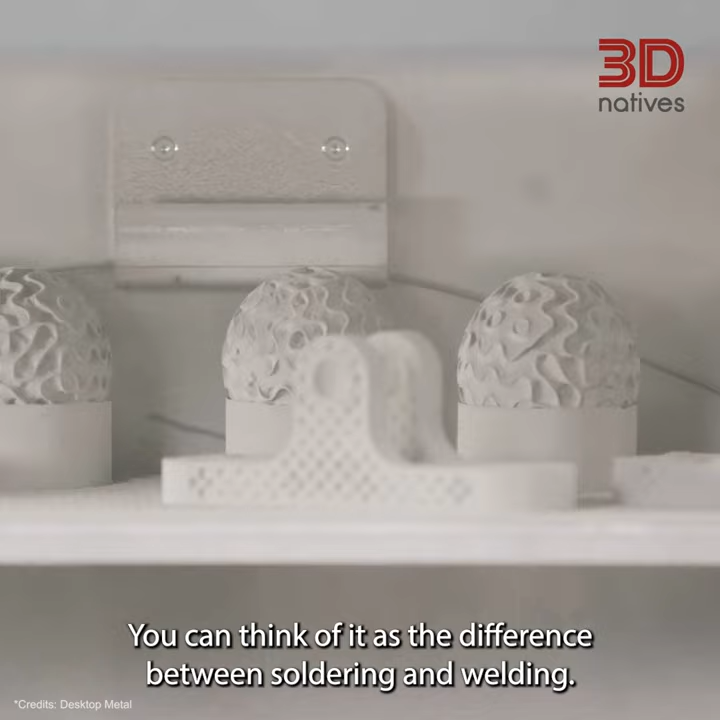 3D
natives
You can think of it as the difference
between soldering and welding.
*Credits: Desktop Metal